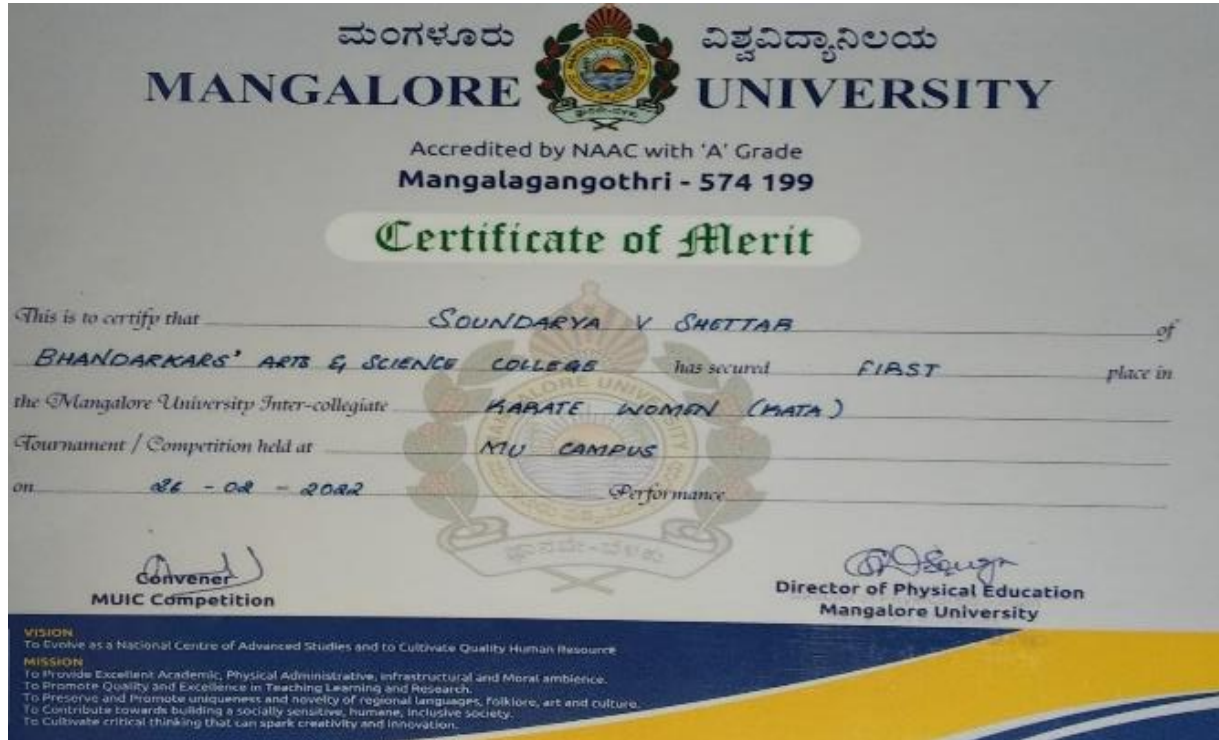 ಮಂಗಳೂರು ವಿಶ್ವವಿದ್ಯಾನಿಲಯ
MANGALORE UNIVERSITY
Accredited by NAAC with 'A' Grade
Mangalagangothri - 574 199
Certificate of Merit
This is to certify that SOUNDARYA V SHETTAR of
BHANDARKARS' ARTS & SCIENCE COLLEGE has secured FIRST place in
the Mangalore University Inter-collegiate KARATE WOMEN (KATA)
Tournament / Competition held at MU CAMPUS
on 26 - 02 - 2022 Performance
Convener
MUIC Competition
Director of Physical Education
Mangalore University
VISION
To Evolve as a National Centre of Advanced Studies and to Cultivate Quality Human Resource
MISSION
To Provide Excellent Academic, Physical Administrative, infrastructural and Moral ambience.
To Promote Quality and Excellence in Teaching Learning and Research.
To Preserve and Promote uniqueness and novelty of regional languages, folklore, art and culture.
To Contribute towards building a socially sensitive, humane, inclusive society.
To Cultivate critical thinking that can spark creativity and innovation.